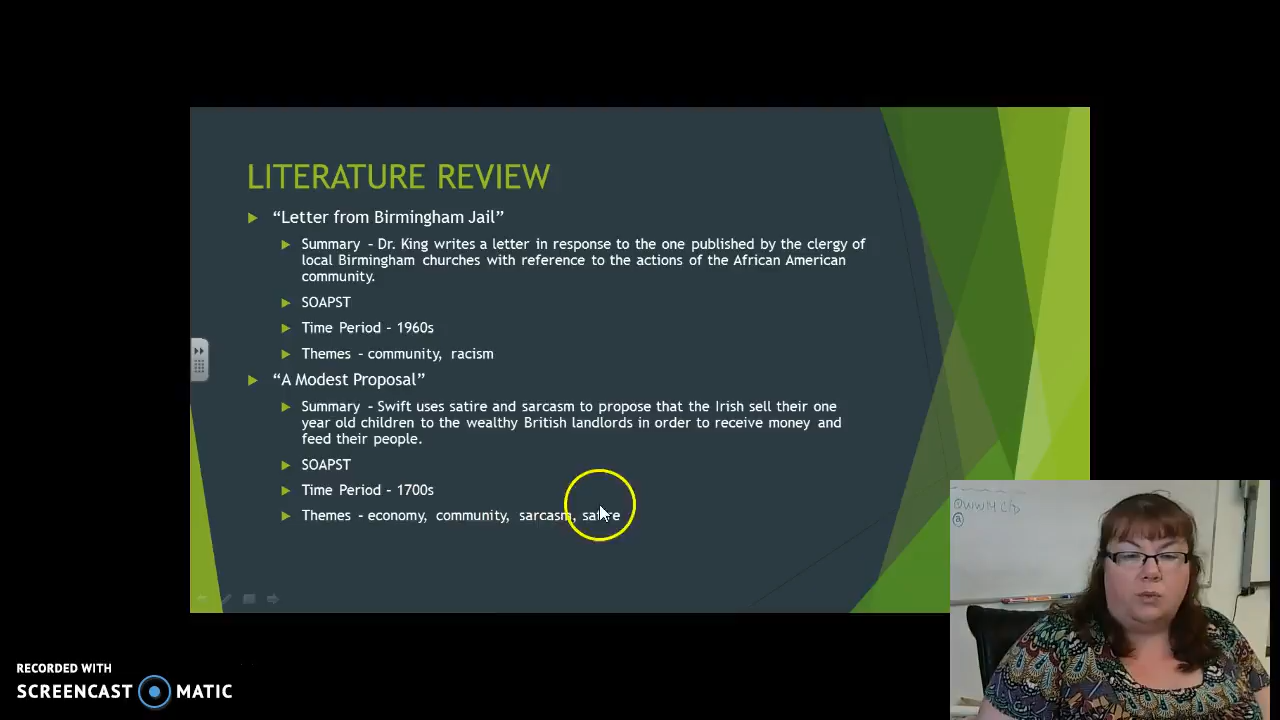 LITERATURE REVIEW
"Letter from Birmingham Jail"
Summary – Dr. King writes a letter in response to the one published by the clergy of
local Birmingham churches with reference to the actions of the African American
community.
SOAPST
Time Period – 1960s
Themes – community, racism
"A Modest Proposal"
Summary – Swift uses satire and sarcasm to propose that the Irish sell their one
year old children to the wealthy British landlords in order to receive money and
feed their people.
SOAPST
Time Period – 1700s
Themes – economy, community, sarcasm, satire
RECORDED WITH
SCREENCAST MATIC